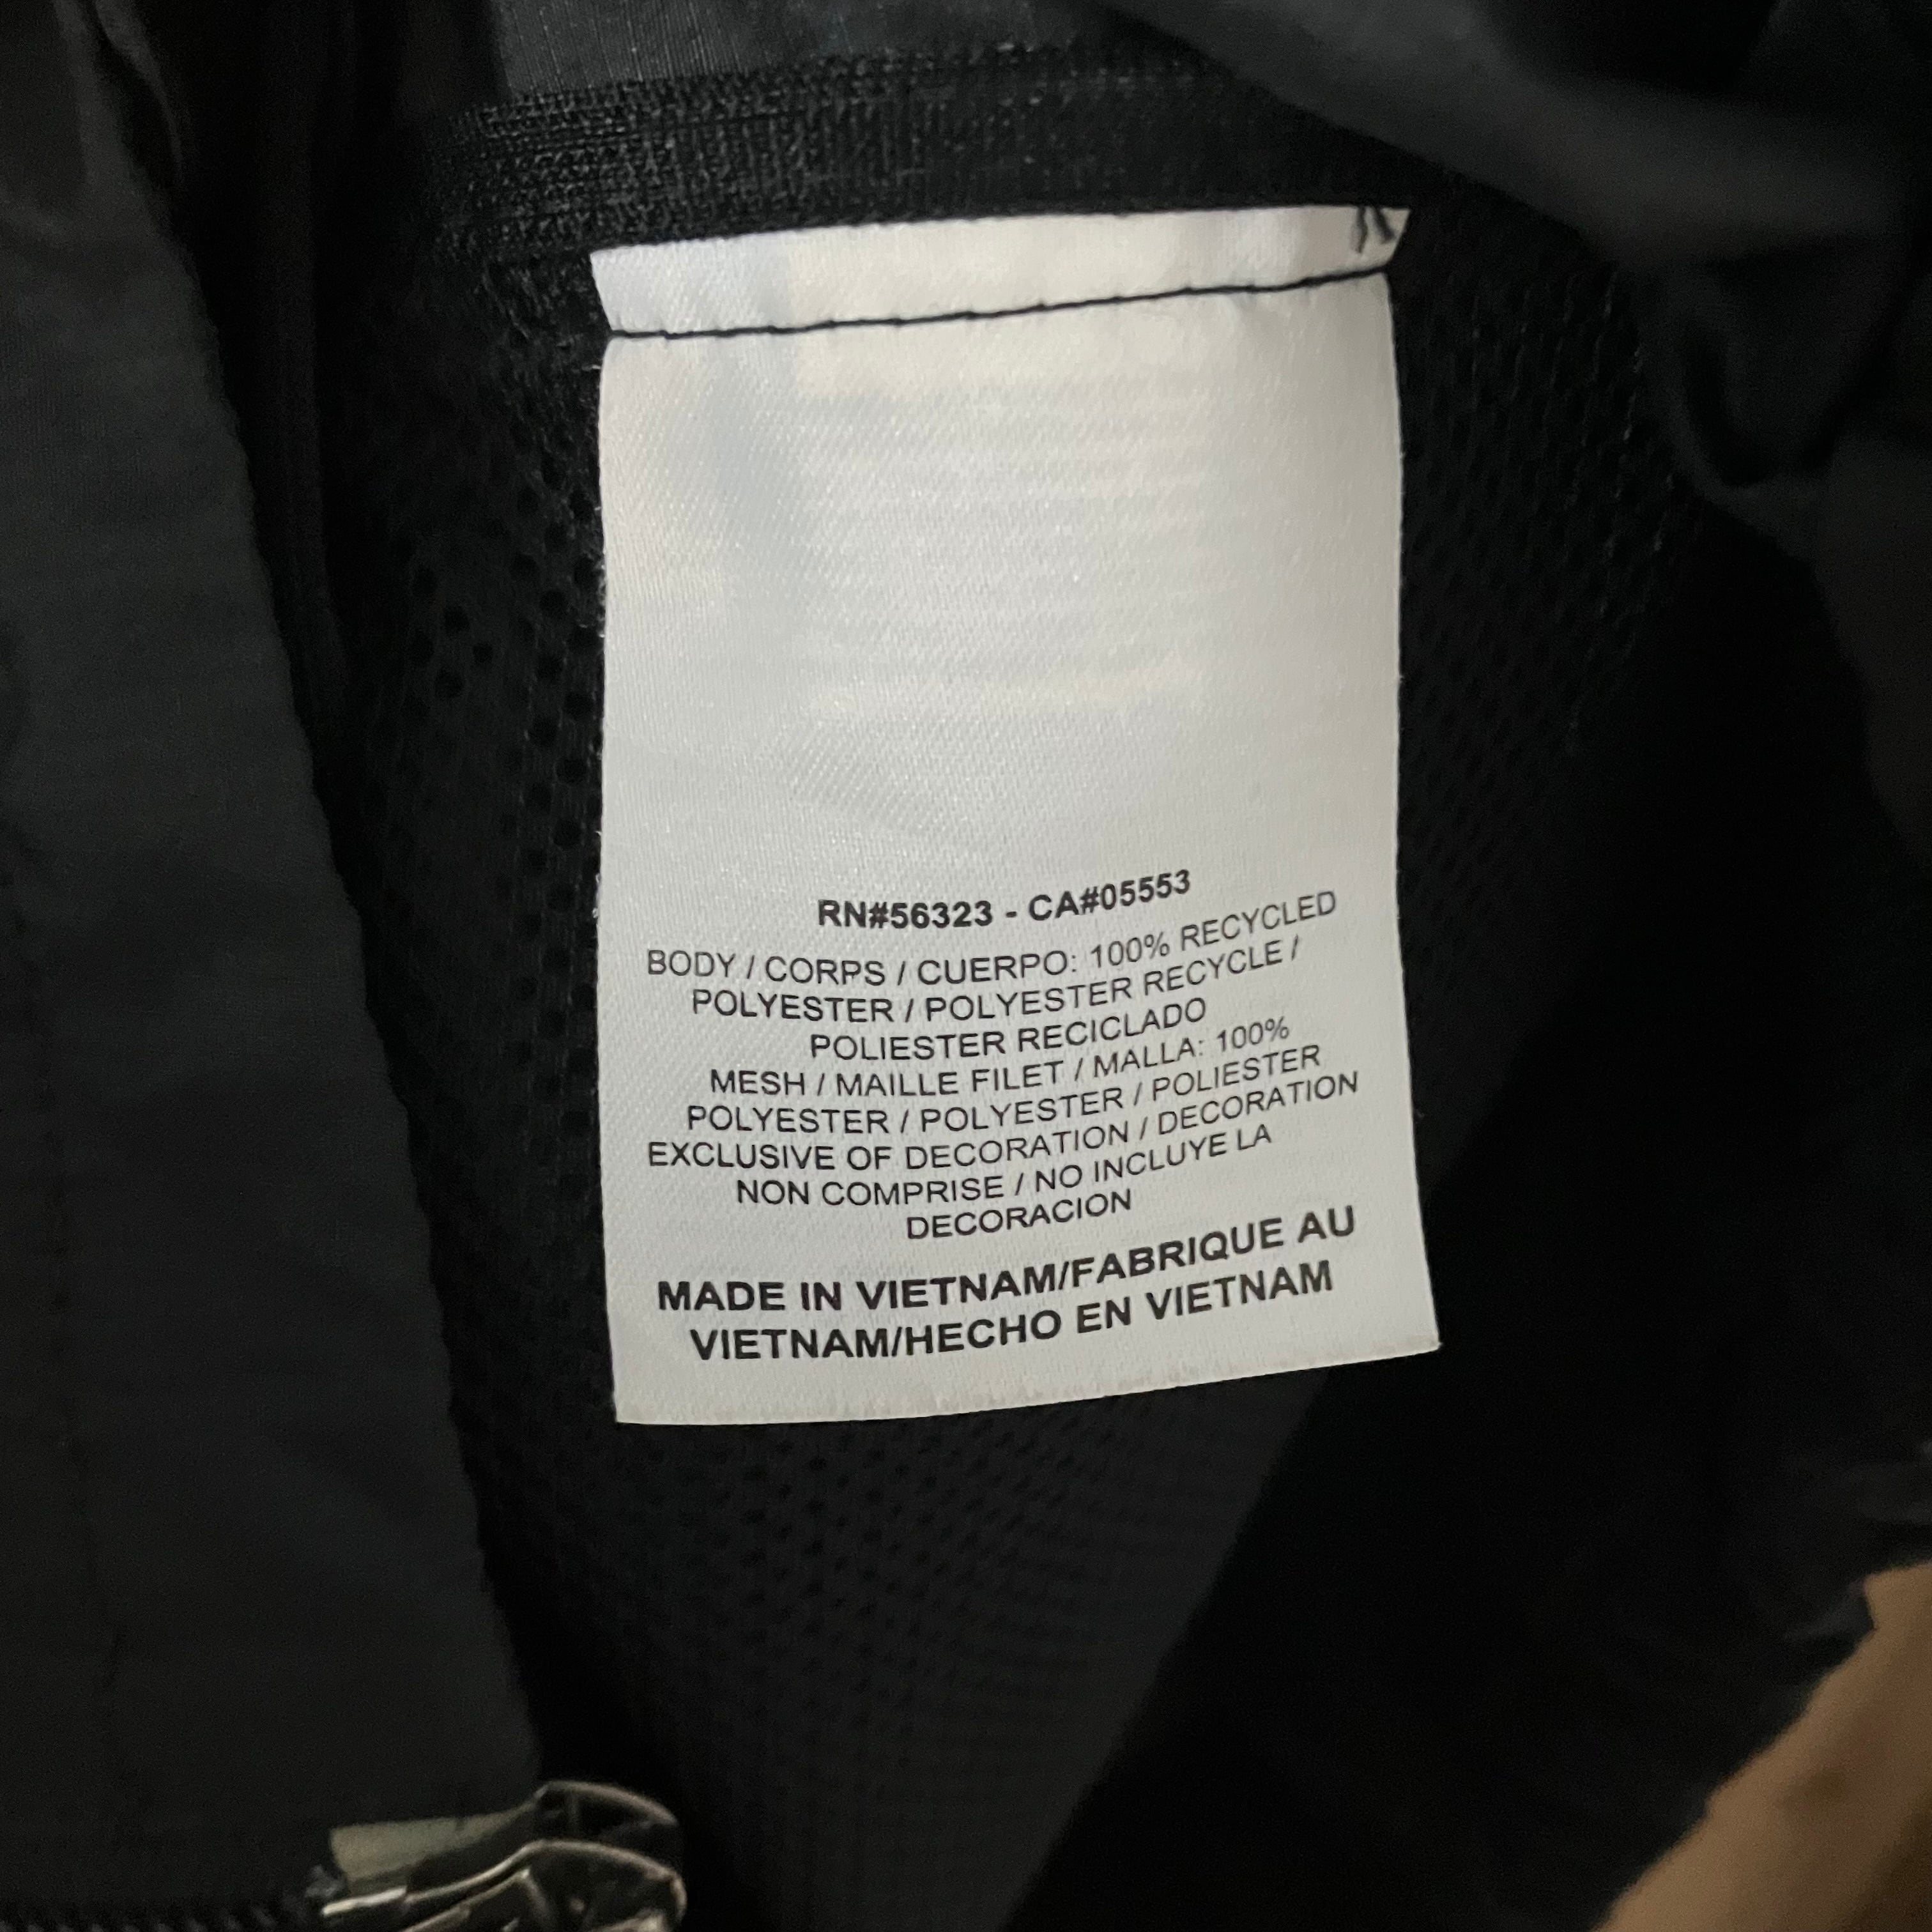 RN#56323 - CA#05553
BODY / CORPS / CUERPO: 100% RECYCLED
POLYESTER / POLYESTER RECYCLE /
POLIESTER RECICLADO
MESH / MAILLE FILET / MALLA: 100%
POLYESTER / POLYESTER / POLIESTER
EXCLUSIVE OF DECORATION / DECORATION
NON COMPRISE / NO INCLUYE LA
DECORACION
MADE IN VIETNAM/FABRIQUE AU
VIETNAM/HECHO EN VIETNAM